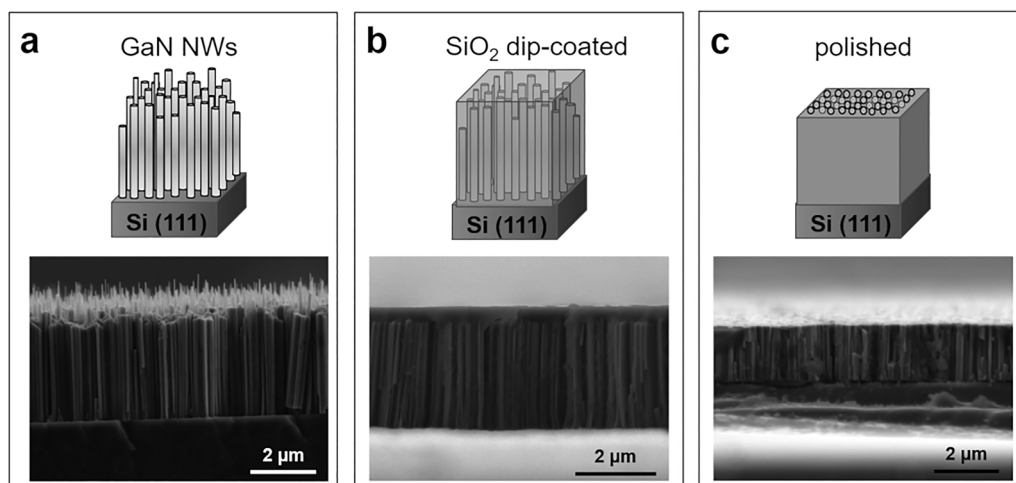 a
GaN NWs
Si (111)
2 µm
b
SiO₂ dip-coated
Si (111)
2 µm
c
polished
Si (111)
2 µm